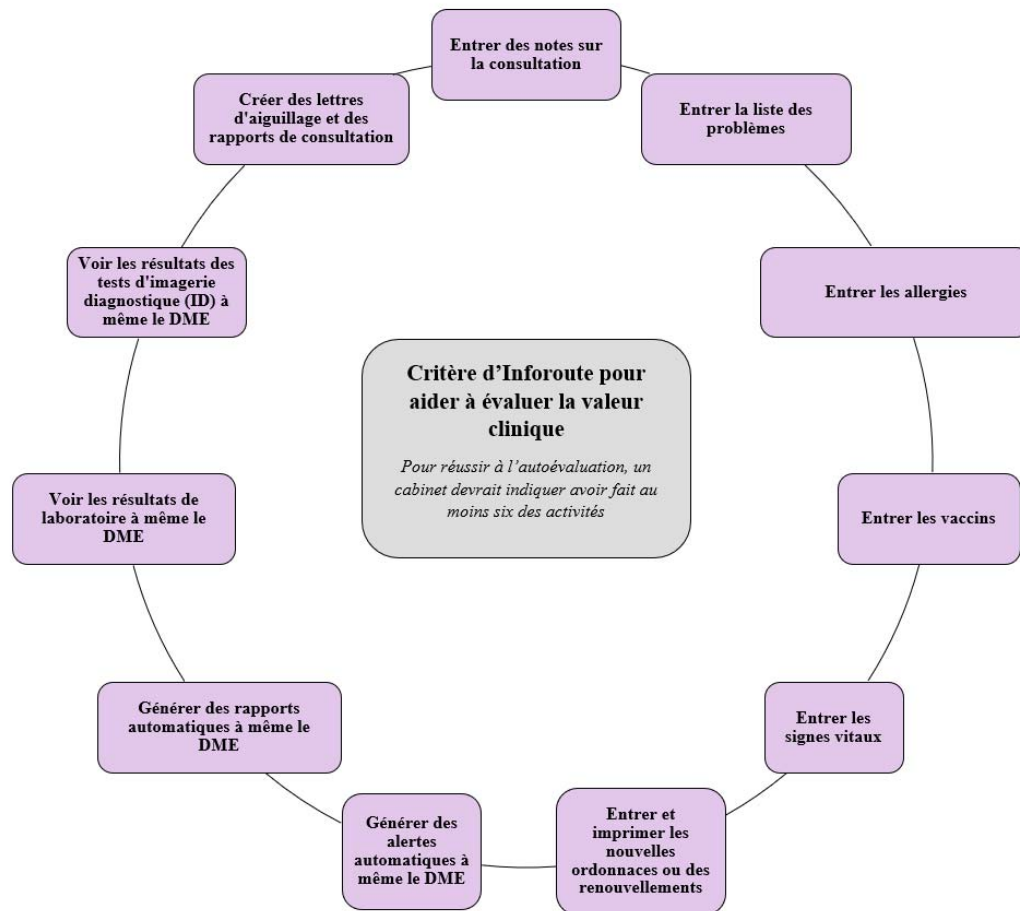 Entrer des notes sur
la consultation
Entrer la liste des
problèmes
Entrer les allergies
Entrer les vaccins
Entrer les
signes vitaux
Entrer et
imprimer les
nouvelles
ordonnaces ou des
renouvellements
Générer des
alertes
automatiques à
même le DME
Générer des rapports
automatiques à même le
DME
Voir les résultats de
laboratoire à même le
DME
Voir les résultats des
tests d'imagerie
diagnostique (ID) à
même le DME
Créer des lettres
d'aiguillage et des
rapports de consultation
Critère d’Inforoute pour
aider à évaluer la valeur
clinique
Pour réussir à l’autoévaluation, un
cabinet devrait indiquer avoir fait au
moins six des activités